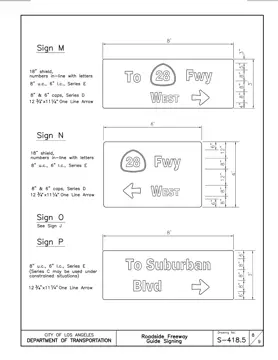 Sign M
8'
18" shield,
numbers in-line with letters
8" u.c., 6" l.c., Series E
8" & 6" caps, Series D
12 3/4"x11 1/4" One Line Arrow
To 28 Fwy
WEST
Sign N
6'
18" shield,
numbers in-line with letters
8" u.c., 6" l.c., Series E
8" & 6" caps, Series D
12 3/4"x11 1/4" One Line Arrow
28 Fwy
WEST
Sign O
See Sign J
Sign P
8" u.c., 6" l.c., Series E
(Series C may be used under
constrained situations)
12 3/4"x11 1/4" One Line Arrow
To Suburban
Blvd
CITY OF LOS ANGELES
DEPARTMENT OF TRANSPORTATION
Roadside Freeway
Guide Signing
Drawing No.
S-418.5